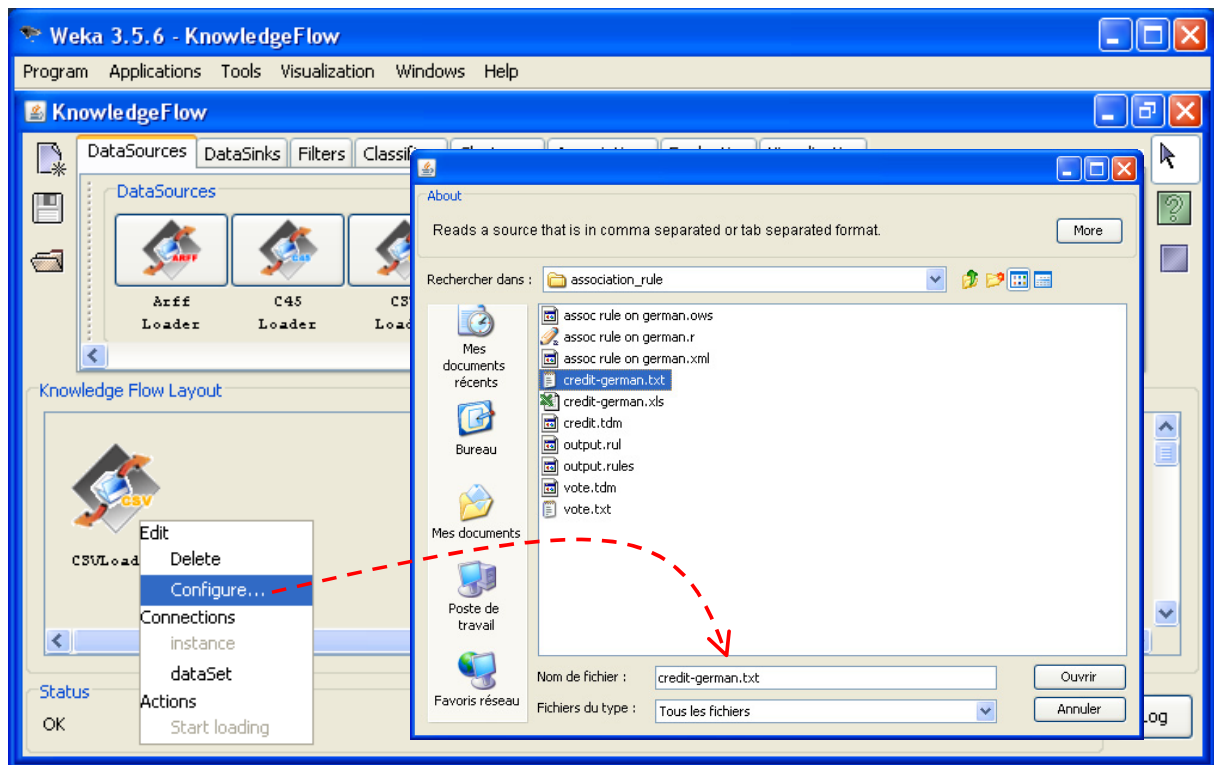 Weka 3.5.6 - KnowledgeFlow
Program Applications Tools Visualization Windows Help
KnowledgeFlow
DataSources DataSinks Filters
DataSources
ARFF
CAS
Arff
Loader
C45
Loader
About
Reads a source that is in comma separated or tab separated format.
More
Rechercher dans :
association_rule
Mes
documents
récents
Bureau
Mes documents
Poste de
travail
Favoris réseau
assoc rule on german.ows
assoc rule on german.r
assoc rule on german.xml
credit-german.txt
credit-german.xls
credit.tdm
output.rul
output.rules
vote.tdm
vote.txt
Nom de fichier :
credit-german.txt
Ouvrir
Fichiers du type :
Tous les fichiers
Annuler
Knowledge Flow Layout
CSV
CSVLoad
Edit
Delete
Configure...
Connections
instance
dataSet
Actions
Start loading
Status
OK